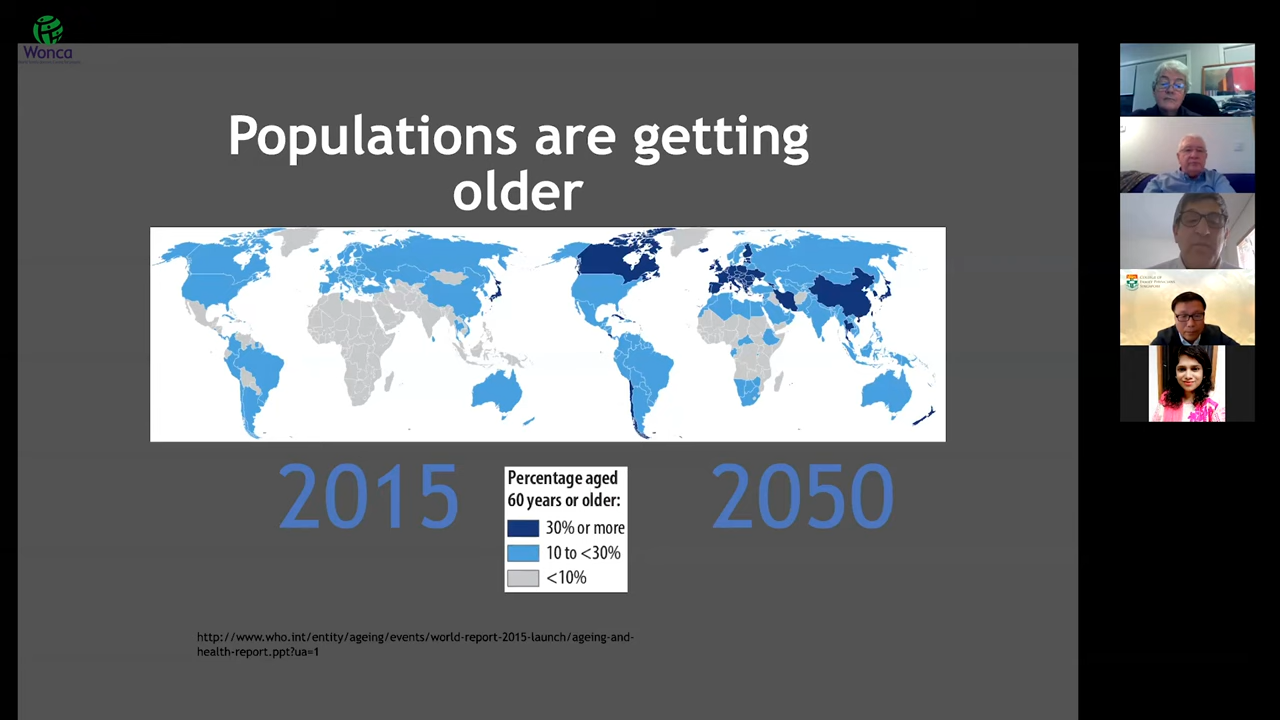 Wonca
Populations are getting
older
2015
2050
Percentage aged
60 years or older:
30% or more
10 to <30%
<10%
http://www.who.int/entity/ageing/events/world-report-2015-launch/ageing-and-
health-report.ppt?ua=1